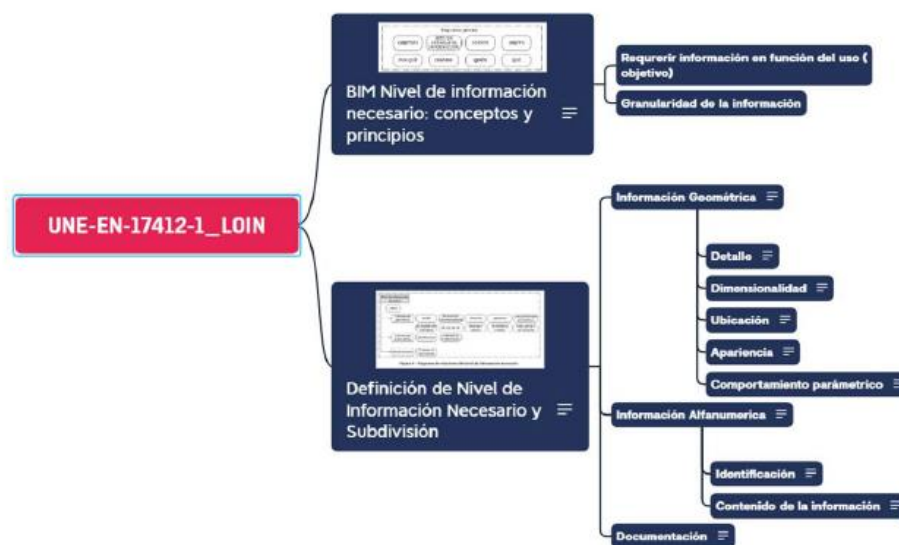 BIM Nivel de información
necesario: conceptos y
principios
Requrerir información en función del uso (
objetivo)
Granularidad de la información
UNE-EN-17412-1_LOIN
Definición de Nivel de
Información Necesario y
Subdivisión
Información Geométrica
Detalle
Dimensionalidad
Ubicación
Apariencia
Comportamiento parámetrico
Información Alfanumerica
Identificación
Contenido de la información
Documentación